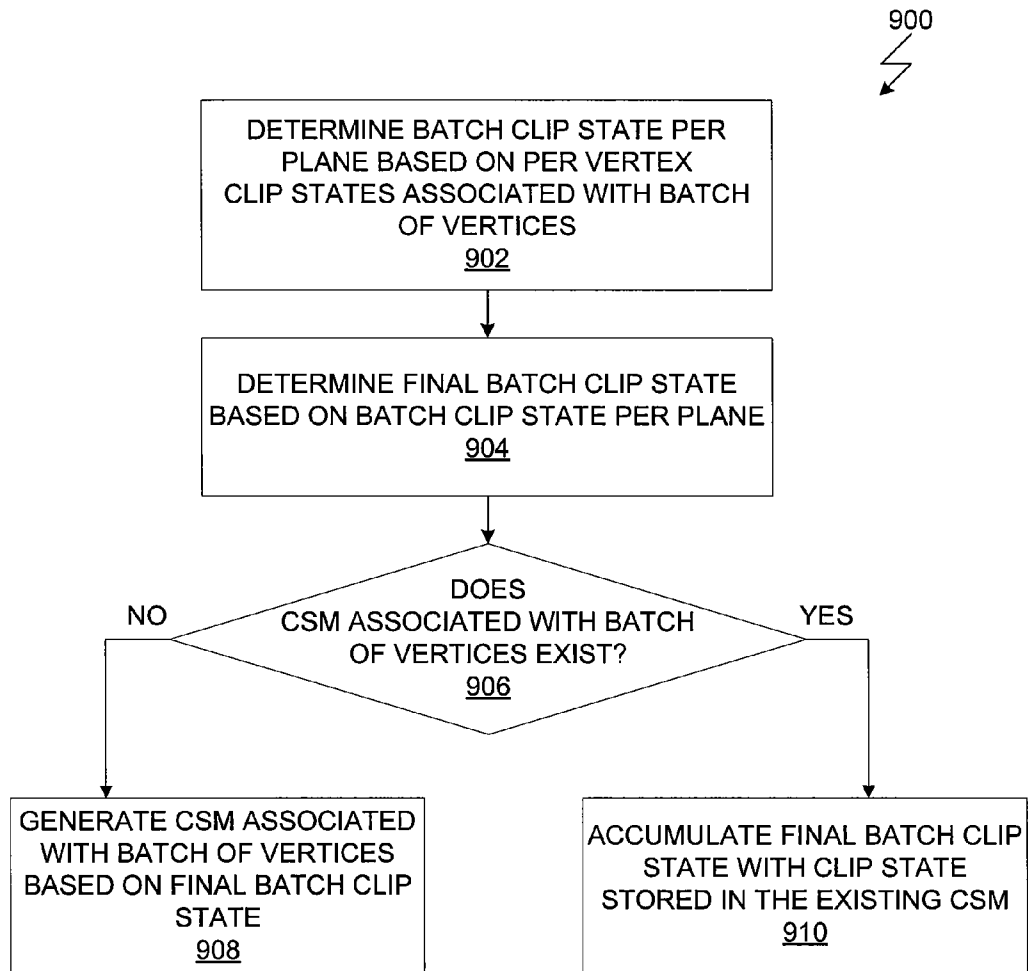 900
DETERMINE BATCH CLIP STATE PER
PLANE BASED ON PER VERTEX
CLIP STATES ASSOCIATED WITH BATCH
OF VERTICES
902
DETERMINE FINAL BATCH CLIP STATE
BASED ON BATCH CLIP STATE PER PLANE
904
DOES
CSM ASSOCIATED WITH BATCH
OF VERTICES EXIST?
906
NO
YES
GENERATE CSM ASSOCIATED
WITH BATCH OF VERTICES
BASED ON FINAL BATCH CLIP
STATE
908
ACCUMULATE FINAL BATCH CLIP
STATE WITH CLIP STATE
STORED IN THE EXISTING CSM
910